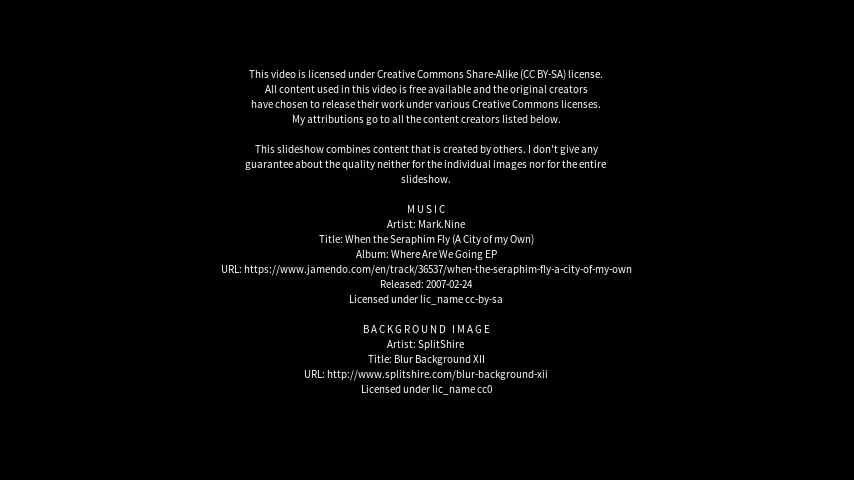 This video is licensed under Creative Commons Share-Alike (CC BY-SA) license.
All content used in this video is free available and the original creators
have chosen to release their work under various Creative Commons licenses.
My attributions go to all the content creators listed below.
This slideshow combines content that is created by others. I don't give any
guarantee about the quality neither for the individual images nor for the entire
slideshow.
MUSIC
Artist: Mark.Nine
Title: When the Seraphim Fly (A City of my Own)
Album: Where Are We Going EP
URL: https://www.jamendo.com/en/track/36537/when-the-seraphim-fly-a-city-of-my-own
Released: 2007-02-24
Licensed under lic_name cc-by-sa
BACKGROUND IMAGE
Artist: SplitShire
Title: Blur Background XII
URL: http://www.splitshire.com/blur-background-xii
Licensed under lic_name cc0